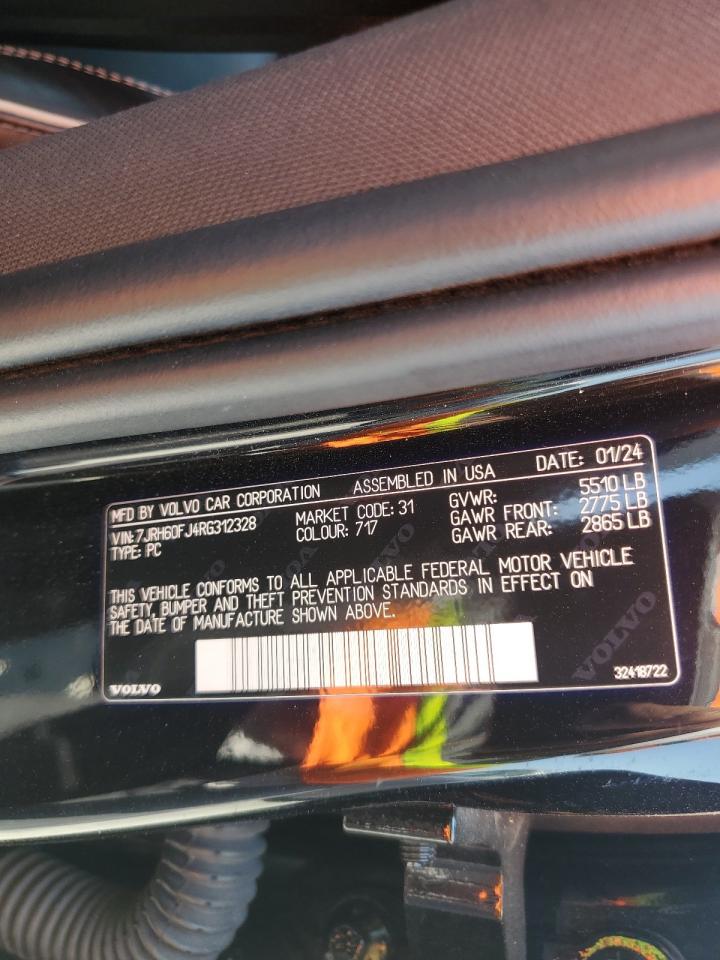 MFD BY VOLVO CAR CORPORATION ASSEMBLED IN USA DATE: 01/24
VIN: 7JRH60FJ4RG312328 MARKET CODE: 31 GVWR: 5510 LB
TYPE: PC COLOUR: 717 GAWR FRONT: 2775 LB
GAWR REAR: 2865 LB
THIS VEHICLE CONFORMS TO ALL APPLICABLE FEDERAL MOTOR VEHICLE
SAFETY, BUMPER AND THEFT PREVENTION STANDARDS IN EFFECT ON
THE DATE OF MANUFACTURE SHOWN ABOVE.
VOLVO
32418722
VOLVO